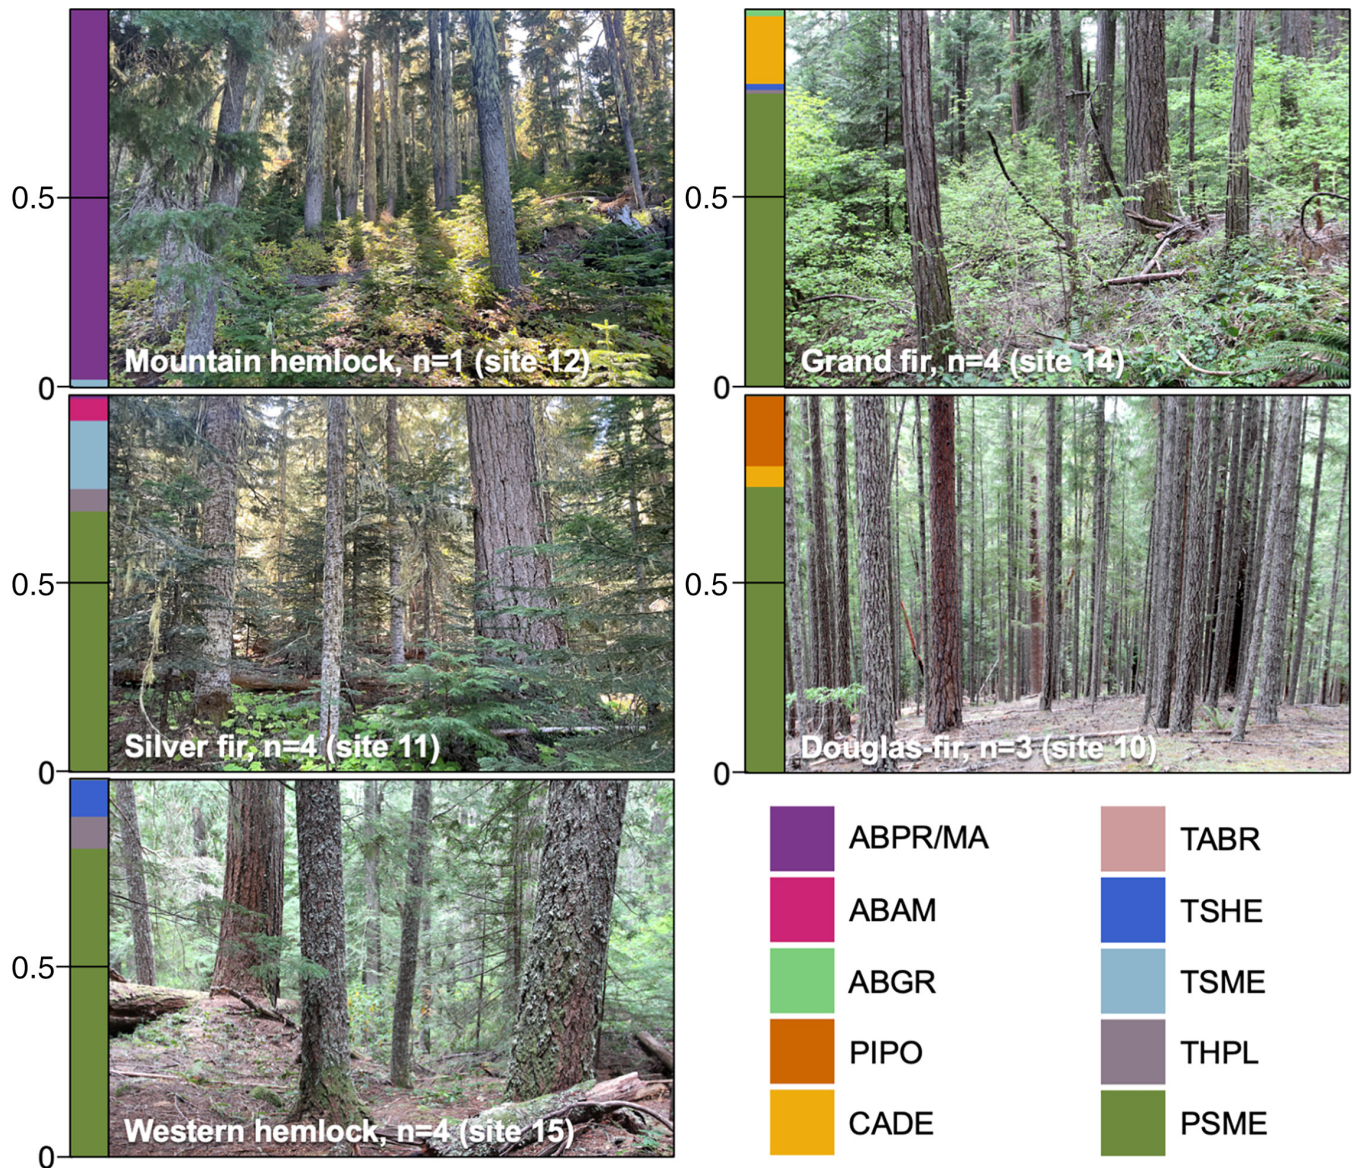 0.5
0
Mountain hemlock, n=1 (site 12)
0.5
0
Grand fir, n=4 (site 14)
0.5
0
Silver fir, n=4 (site 11)
0.5
0
Douglas-fir, n=3 (site 10)
0.5
0
Western hemlock, n=4 (site 15)
ABPR/MA
ABAM
ABGR
PIPO
CADE
TABR
TSHE
TSME
THPL
PSME